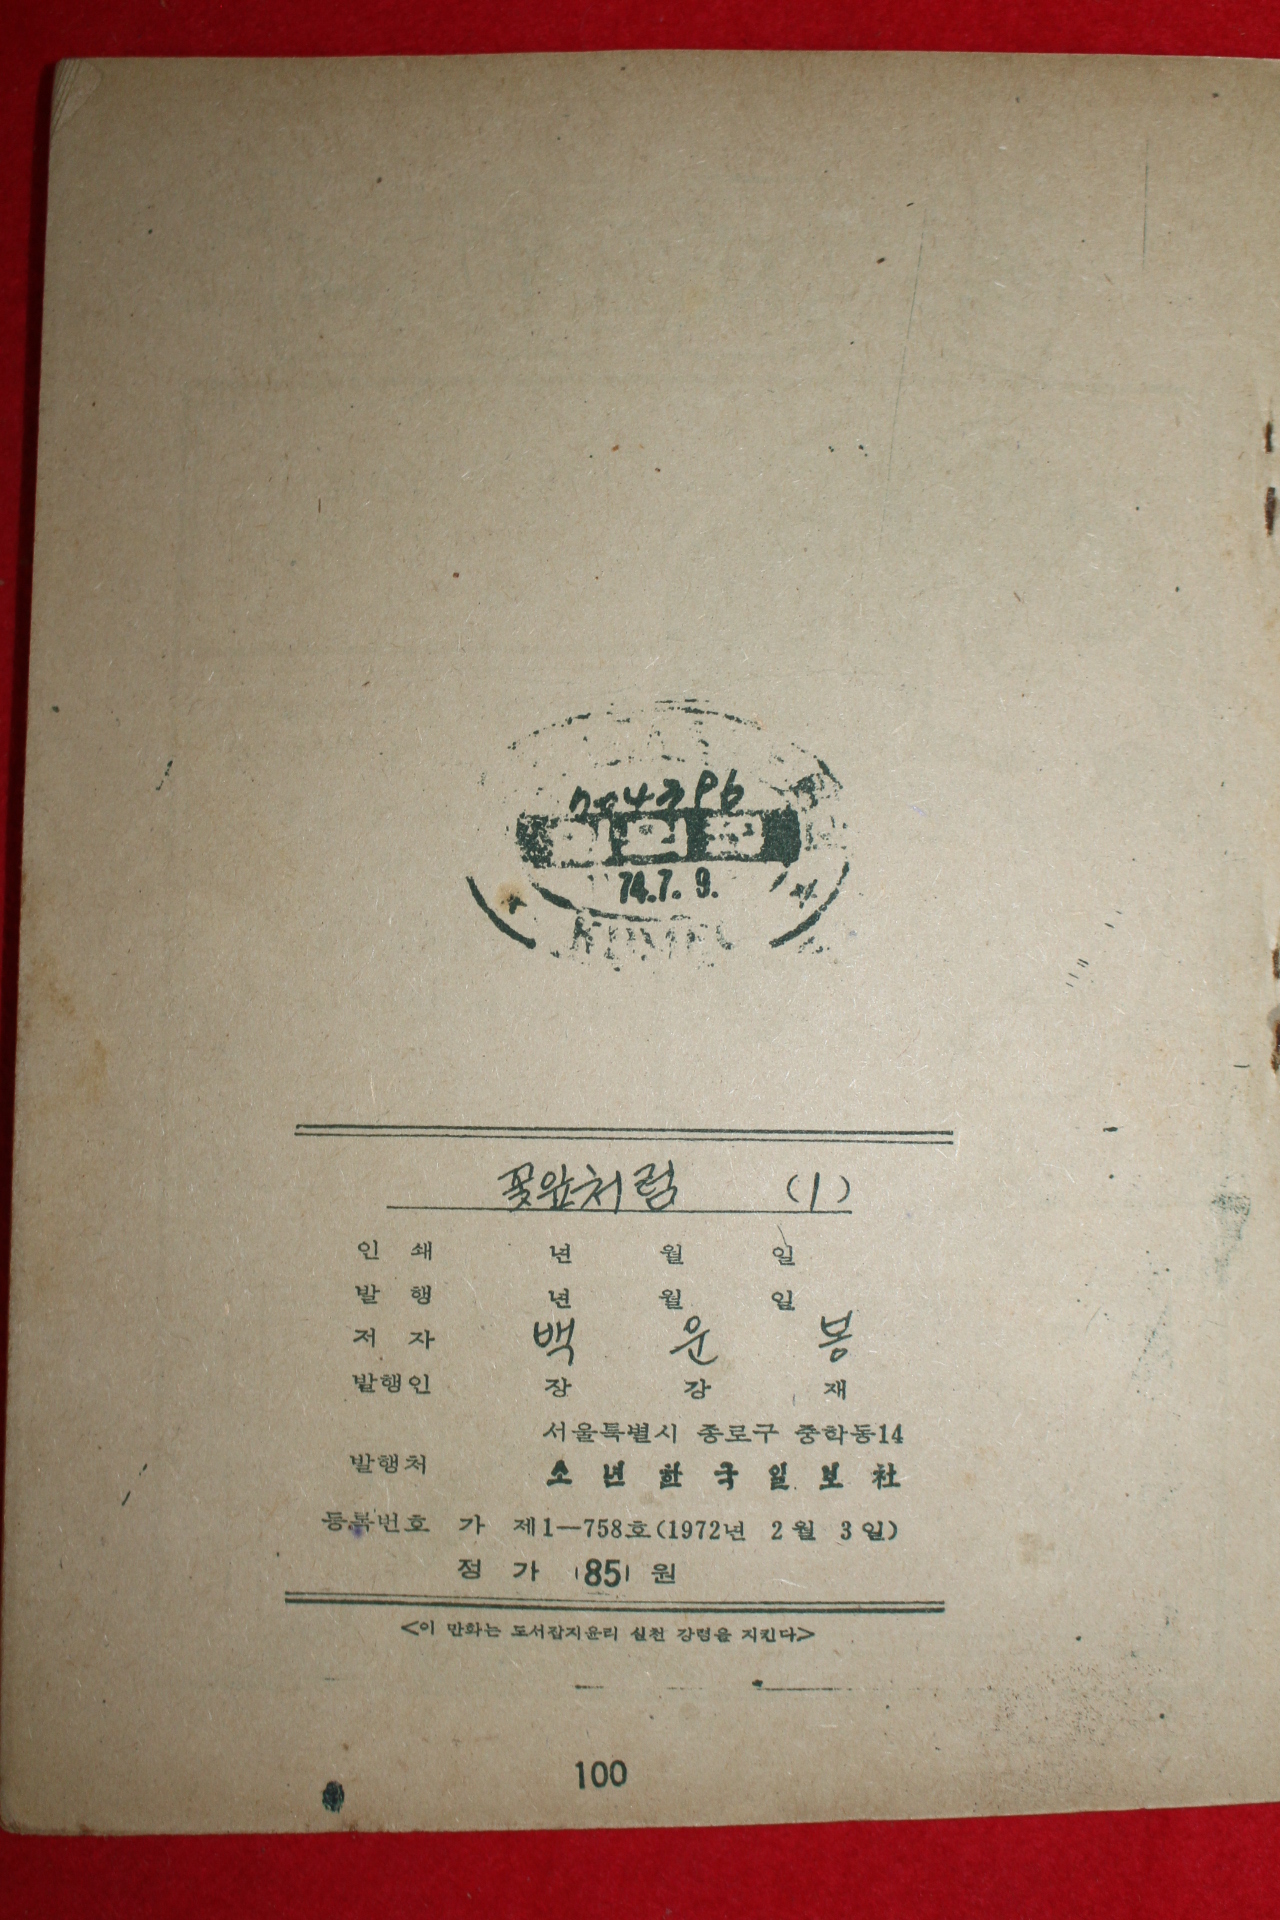 74.7.9.
꽃잎처럼 (1)
인쇄 년 월 일
발행 년 월 일
저자 백운봉
발행인 장강재
서울특별시 종로구 중학동14
발행처 소년한국일보社
등록번호 가 제1—758호(1972년 2월 3일)
정가 85 원
<이 만화는 도서잡지윤리 실천 강령을 지킨다>
100